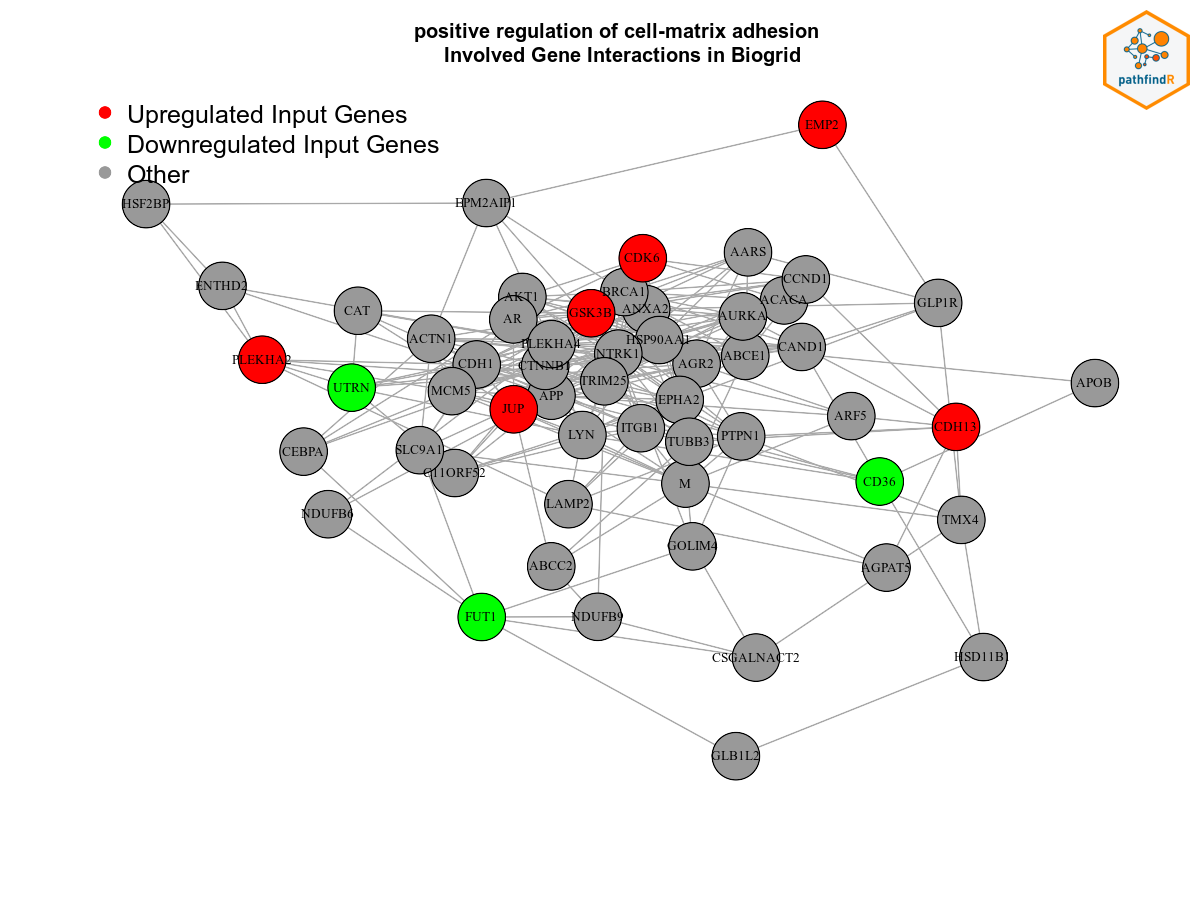 positive regulation of cell-matrix adhesion
Involved Gene Interactions in Biogrid
pathfindR
Upregulated Input Genes
Downregulated Input Genes
Other
EMP2
HSF2BP
EPM2AIP1
CDK6
AARS
CCND1
ENTHD2
AKT1
BRCA1
ANXA2
ACACA
GLP1R
CAT
AR
GSK3B
AURKA
ACTN1
PLEKHA4
HSP90AA1
CAND1
PLEKHA2
CDH1
CTNNB1
NTRK1
AGR2
ABCE1
UTRN
MCM5
APP
TRIM25
APOB
JUP
EPHA2
ARF5
CDH13
CEBPA
SLC9A1
LYN
ITGB1
TUBB3
PTPN1
C11ORF52
M
CD36
NDUFB6
LAMP2
TMX4
ABCC2
GOLIM4
AGPAT5
FUT1
NDUFB9
CSGALNACT2
HSD11B1
GLB1L2